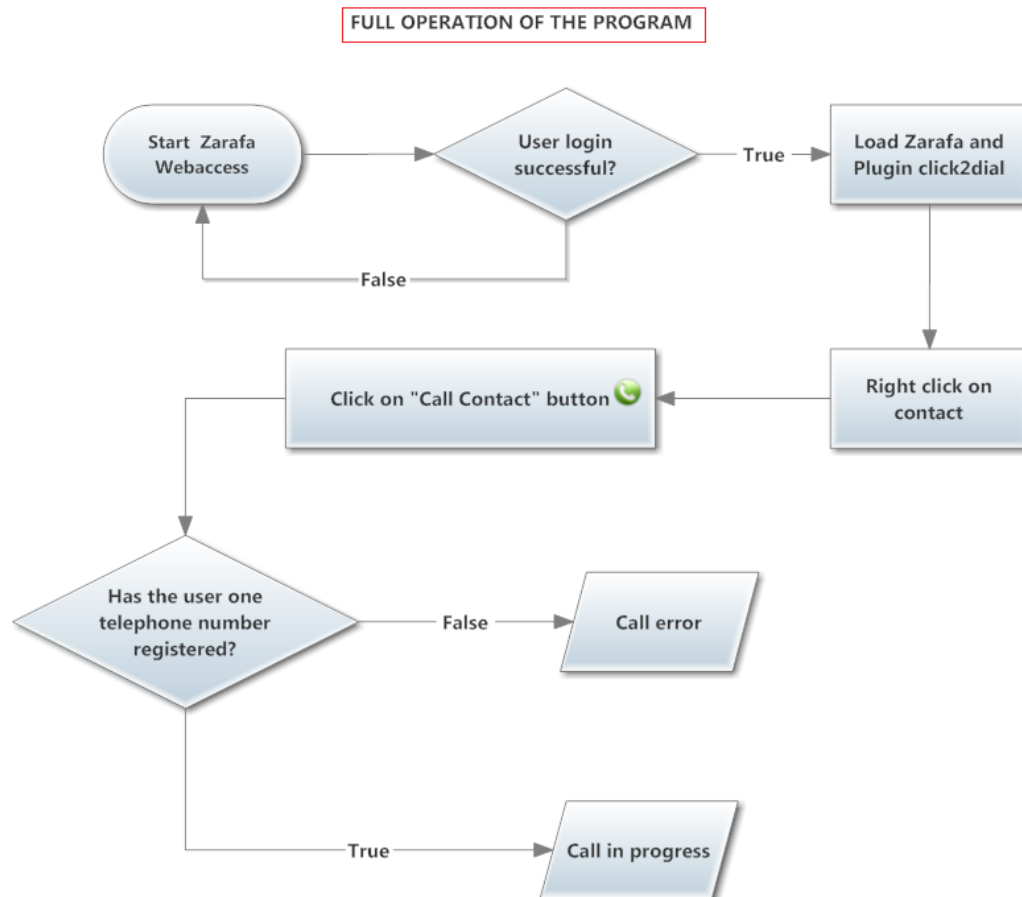 FULL OPERATION OF THE PROGRAM
Start Zarafa
Webaccess
User login
successful?
True
Load Zarafa and
Plugin click2dial
False
Click on "Call Contact" button
Right click on
contact
Has the user one
telephone number
registered?
False
Call error
True
Call in progress